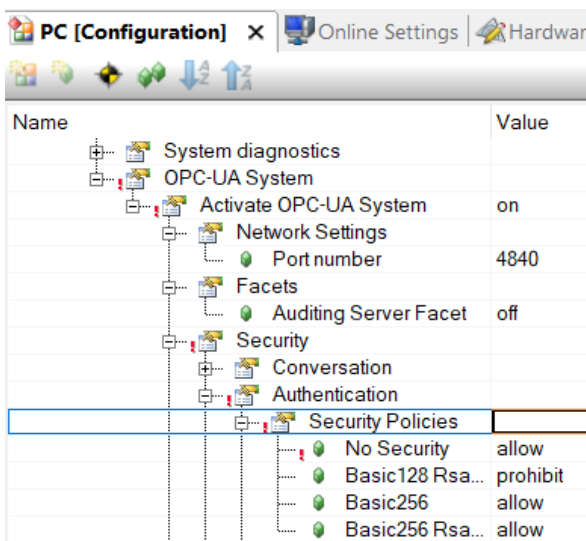 PC [Configuration] X Online Settings Hardwar
Name Value
System diagnostics
OPC-UA System
Activate OPC-UA System on
Network Settings
Port number 4840
Facets
Auditing Server Facet off
Security
Conversation
Authentication
Security Policies
No Security allow
Basic128 Rsa... prohibit
Basic256 allow
Basic256 Rsa... allow